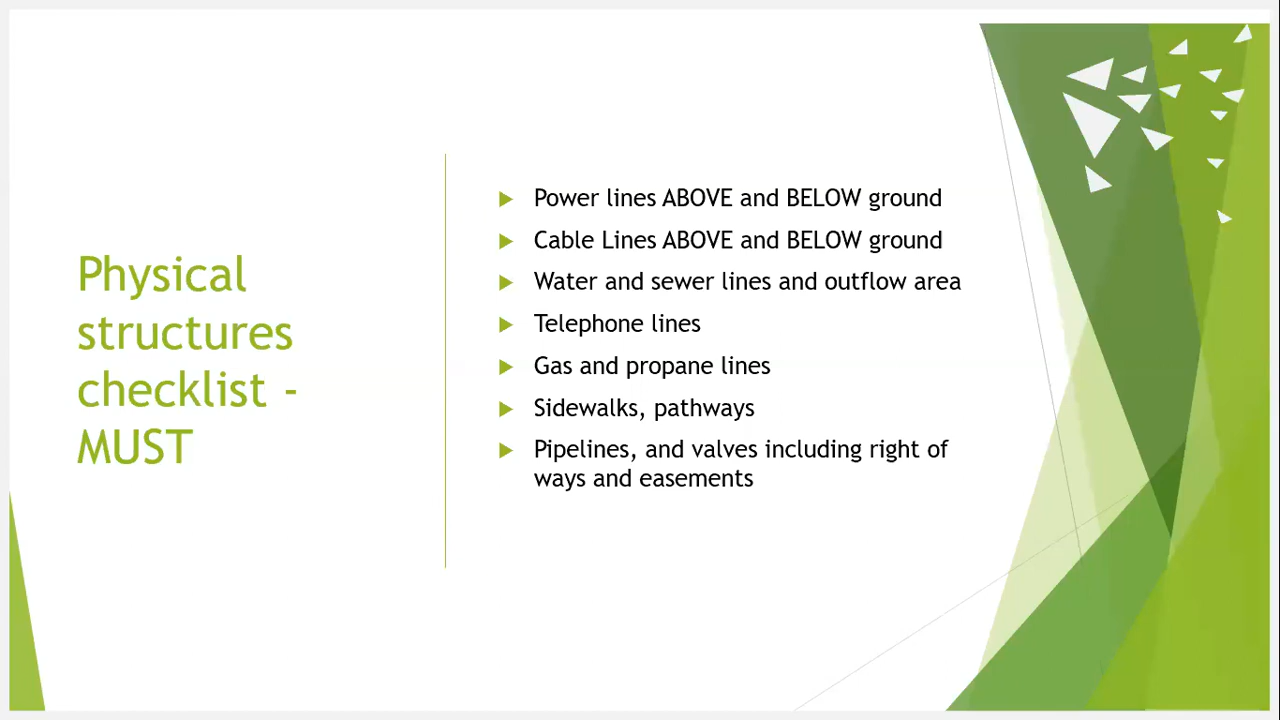 Physical
structures
checklist -
MUST
Power lines ABOVE and BELOW ground
Cable Lines ABOVE and BELOW ground
Water and sewer lines and outflow area
Telephone lines
Gas and propane lines
Sidewalks, pathways
Pipelines, and valves including right of
ways and easements